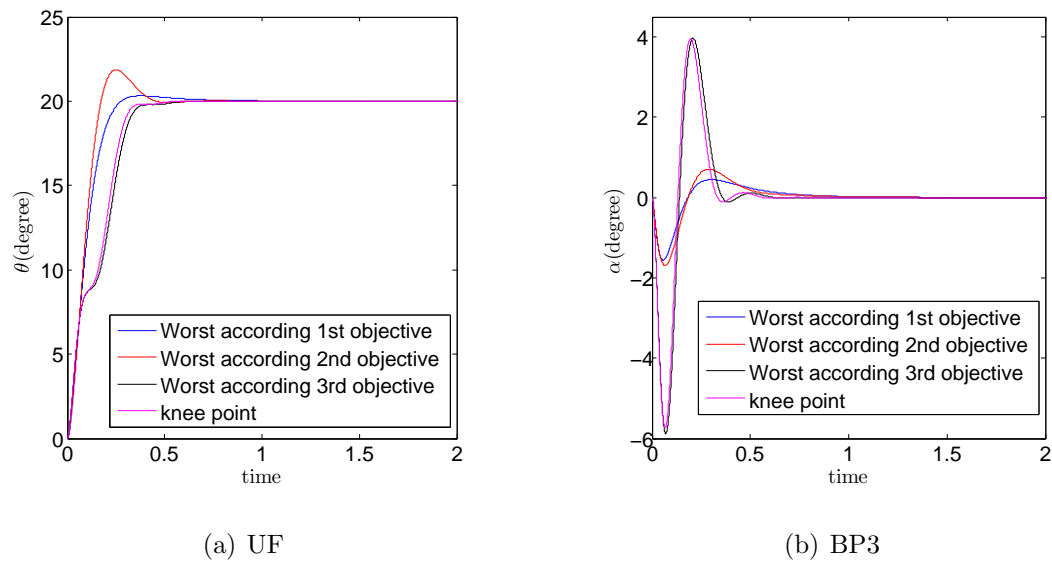 25
20
15
10
5
0
θ(degree)
0 0.5 1 1.5 2
time
Worst according 1st objective
Worst according 2nd objective
Worst according 3rd objective
knee point
(a) UF
4
2
0
−2
−4
−6
α(degree)
0 0.5 1 1.5 2
time
Worst according 1st objective
Worst according 2nd objective
Worst according 3rd objective
knee point
(b) BP3